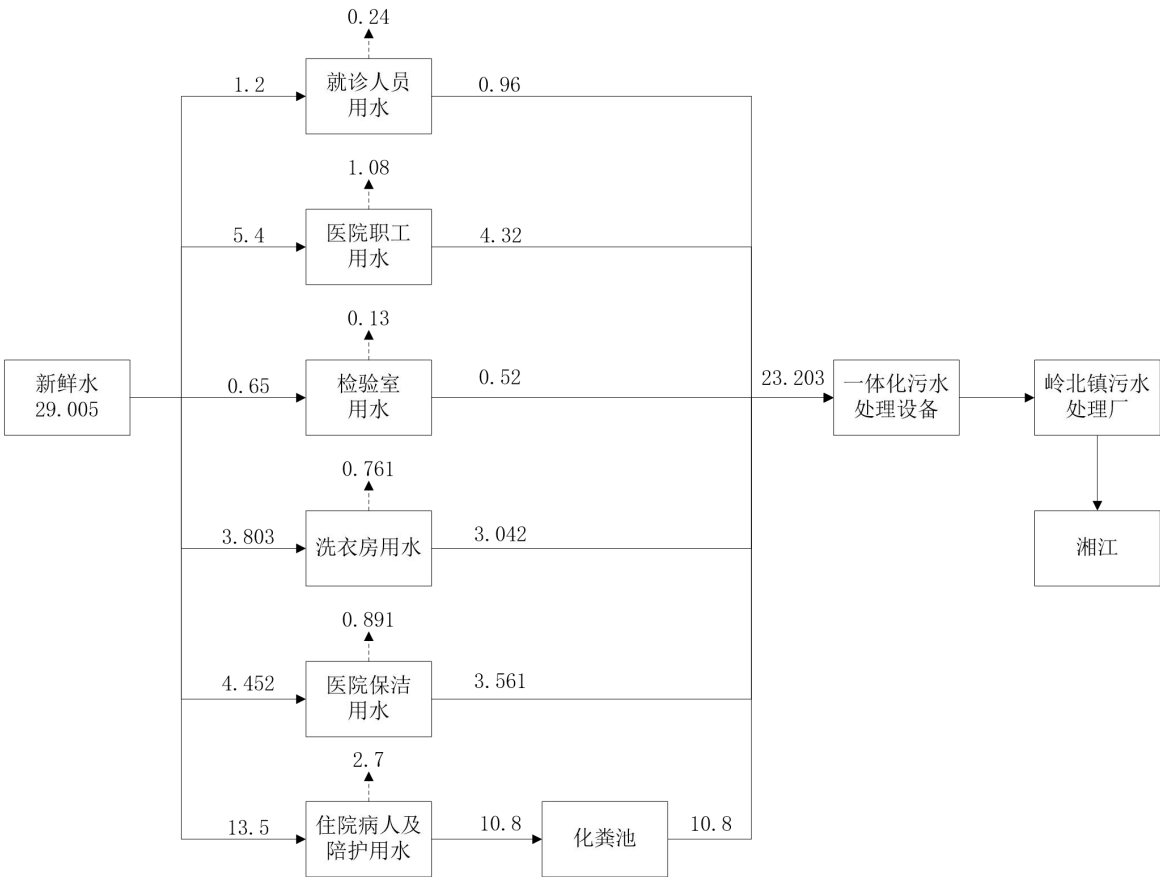 0.24
1.2
就诊人员
用水
0.96
1.08
5.4
医院职工
用水
4.32
0.13
新鲜水
29.005
0.65
检验室
用水
0.52
23.203
一体化污水
处理设备
岭北镇污水
处理厂
0.761
3.803
洗衣房用水
3.042
湘江
0.891
4.452
医院保洁
用水
3.561
2.7
13.5
住院病人及
陪护用水
10.8
化粪池
10.8